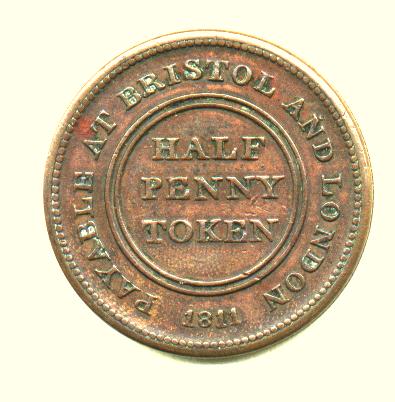 PAYABLE AT BRISTOL AND LONDON
HALF
PENNY
TOKEN
1811